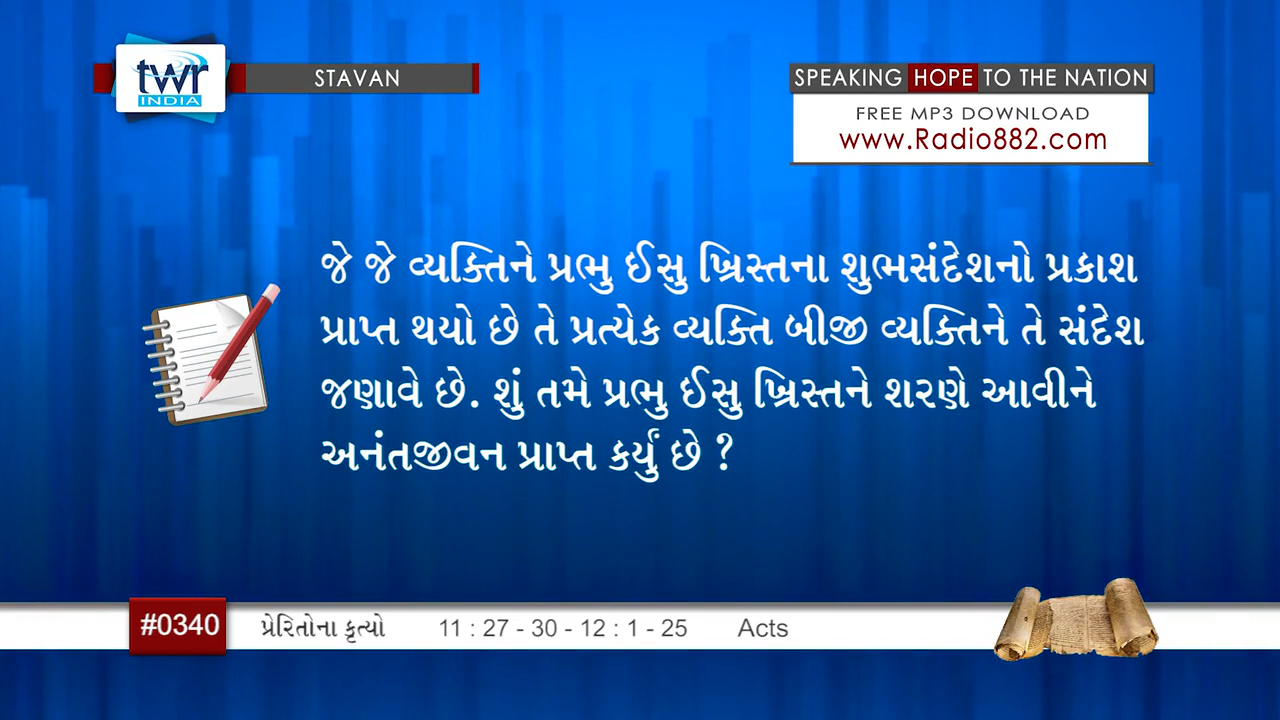 twr
INDIA
STAVAN
SPEAKING HOPE TO THE NATION
FREE MP3 DOWNLOAD
www.Radio882.com
જે જે વ્યક્તિને પ્રભુ ઈસુ ખ્રિસ્તના શુભસંદેશનો પ્રકાશ
પ્રાપ્ત થયો છે તે પ્રત્યેક વ્યક્તિ બીજી વ્યક્તિને તે સંદેશ
જણાવે છે. શું તમે પ્રભુ ઈસુ ખ્રિસ્તને શરણે આવીને
અનંતજીવન પ્રાપ્ત કર્યું છે ?
#0340 પ્રેરિતોના કૃત્યો 11 : 27 - 30 - 12 : 1 - 25 Acts